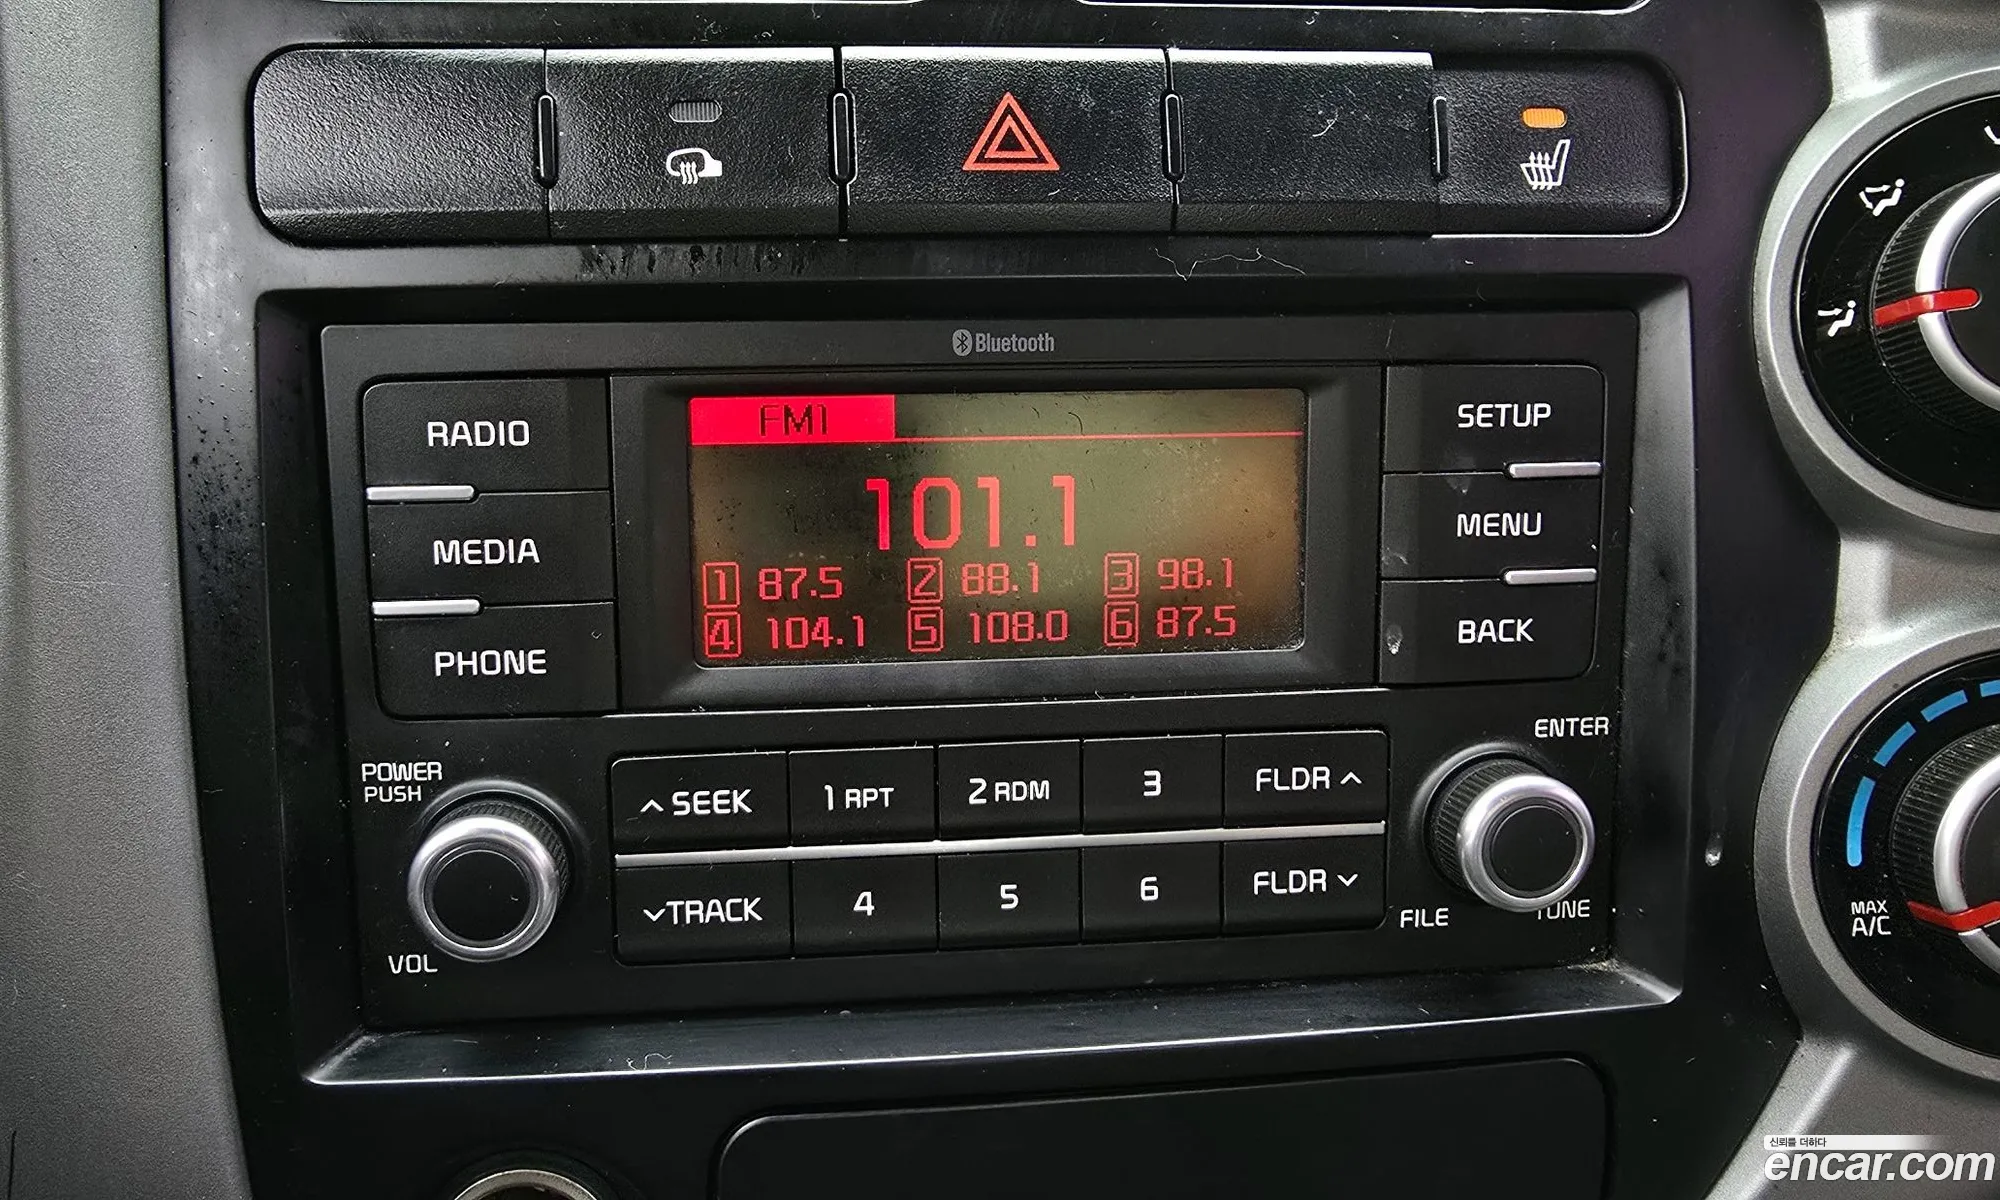 Bluetooth
RADIO
MEDIA
PHONE
FM1
101.1
1 87.5 2 88.1 3 98.1
4 104.1 5 108.0 6 87.5
SETUP
MENU
BACK
POWER
PUSH
VOL
∧ SEEK 1 RPT 2 RDM 3 FLDR ∧
∨ TRACK 4 5 6 FLDR ∨
ENTER
FILE TUNE
MAX
A/C
신뢰를 더하다
encar.com